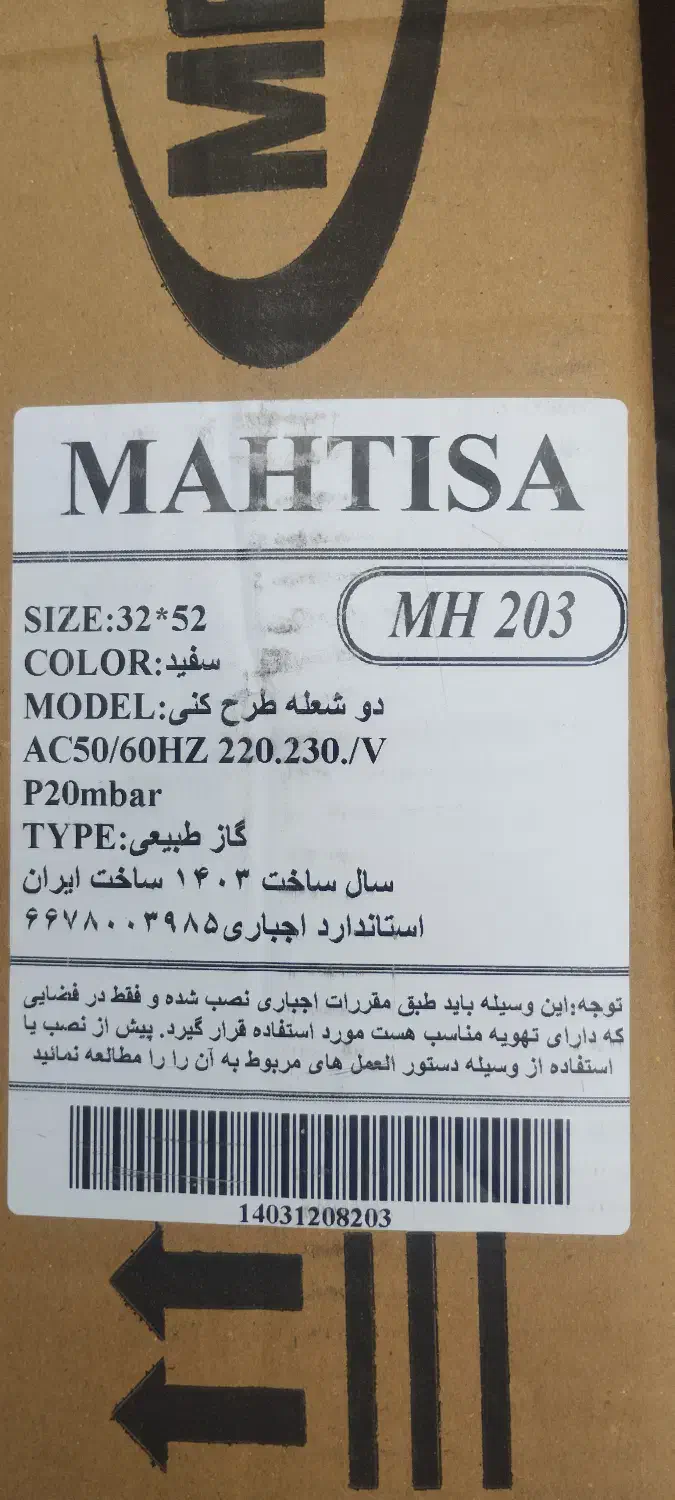 MAHTISA
MH 203
SIZE:32*52
COLOR:سفید
MODEL:دو شعله طرح کنی
AC50/60HZ 220.230./V
P20mbar
TYPE:گاز طبیعی
سال ساخت ۱۴۰۳ ساخت ایران
استاندارد اجباری۶۶۷۸۰۰۳۹۸۵
توجه:این وسیله باید طبق مقررات اجباری نصب شده و فقط در فضایی
که دارای تهویه مناسب هست مورد استفاده قرار گیرد. پیش از نصب یا
استفاده از وسیله دستور العمل های مربوط به آن را را مطالعه نمائید
14031208203